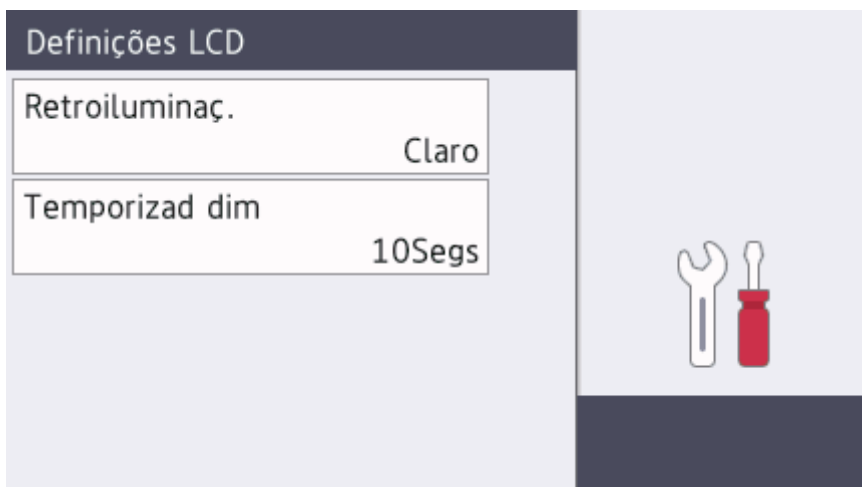 Definições LCD
Retroiluminaç.
Claro
Temporizad dim
10Segs